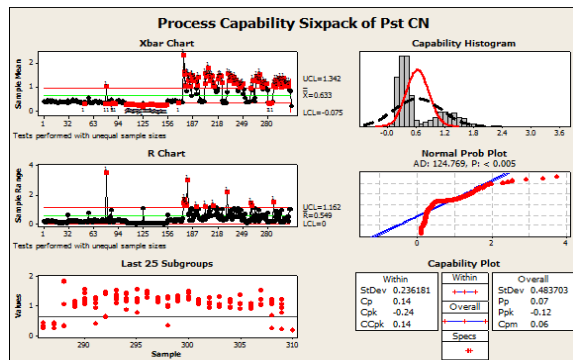 Process Capability Sixpack of Pst CN
Xbar Chart
Capability Histogram
Sample Mean
2
1
0
UCL=1.342
X=0.633
LCL=-0.075
1 32 63 94 125 156 187 218 249 280
Tests performed with unequal sample sizes
-0.0 0.6 1.2 1.8 2.4 3.0 3.6
R Chart
Normal Prob Plot
AD: 124.769, P: < 0.005
Sample Range
4
2
0
UCL=1.162
R=0.549
LCL=0
1 32 63 94 125 156 187 218 249 280
Tests performed with unequal sample sizes
0 2 4
Last 25 Subgroups
Capability Plot
Values
2
1
0
290 295 300 305 310
Sample
Within
StDev 0.236181
Cp 0.14
Cpk -0.24
CCpk 0.14
Within
Overall
Specs
Overall
StDev 0.483703
Pp 0.07
Ppk -0.12
Cpm 0.06